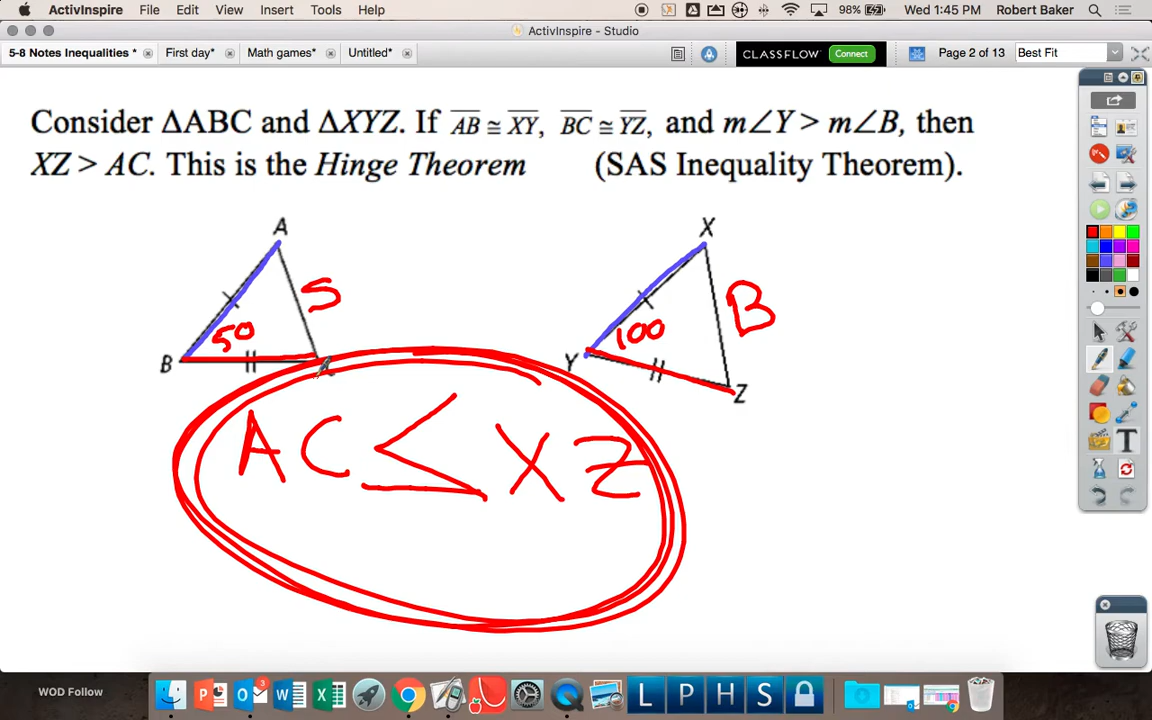 ActivInspire File Edit View Insert Tools Help 98% Wed 1:45 PM Robert Baker
ActivInspire - Studio
5-8 Notes Inequalities * First day* Math games* Untitled* CLASSFLOW Connect Page 2 of 13 Best Fit
Consider ΔABC and ΔXYZ. If AB ≅ XY, BC ≅ YZ, and m∠Y > m∠B, then
XZ > AC. This is the Hinge Theorem (SAS Inequality Theorem).
A X
S B
50 100
B Y
Z
AC < XZ
T
WOD Follow P 3 W X L P H S